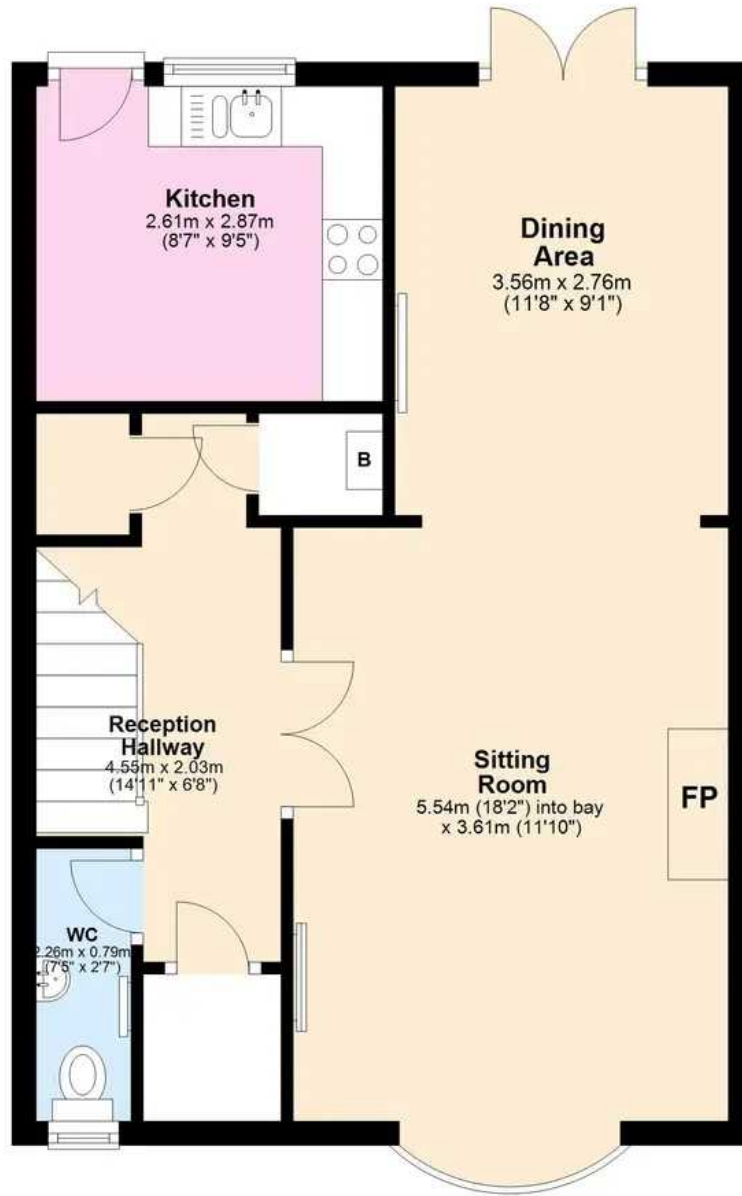 Kitchen
2.61m x 2.87m
(8'7" x 9'5")
Dining
Area
3.56m x 2.76m
(11'8" x 9'1")
B
Reception
Hallway
4.55m x 2.03m
(14'11" x 6'8")
Sitting
Room
5.54m (18'2") into bay
x 3.61m (11'10")
FP
WC
2.26m x 0.79m
(7'5" x 2'7")